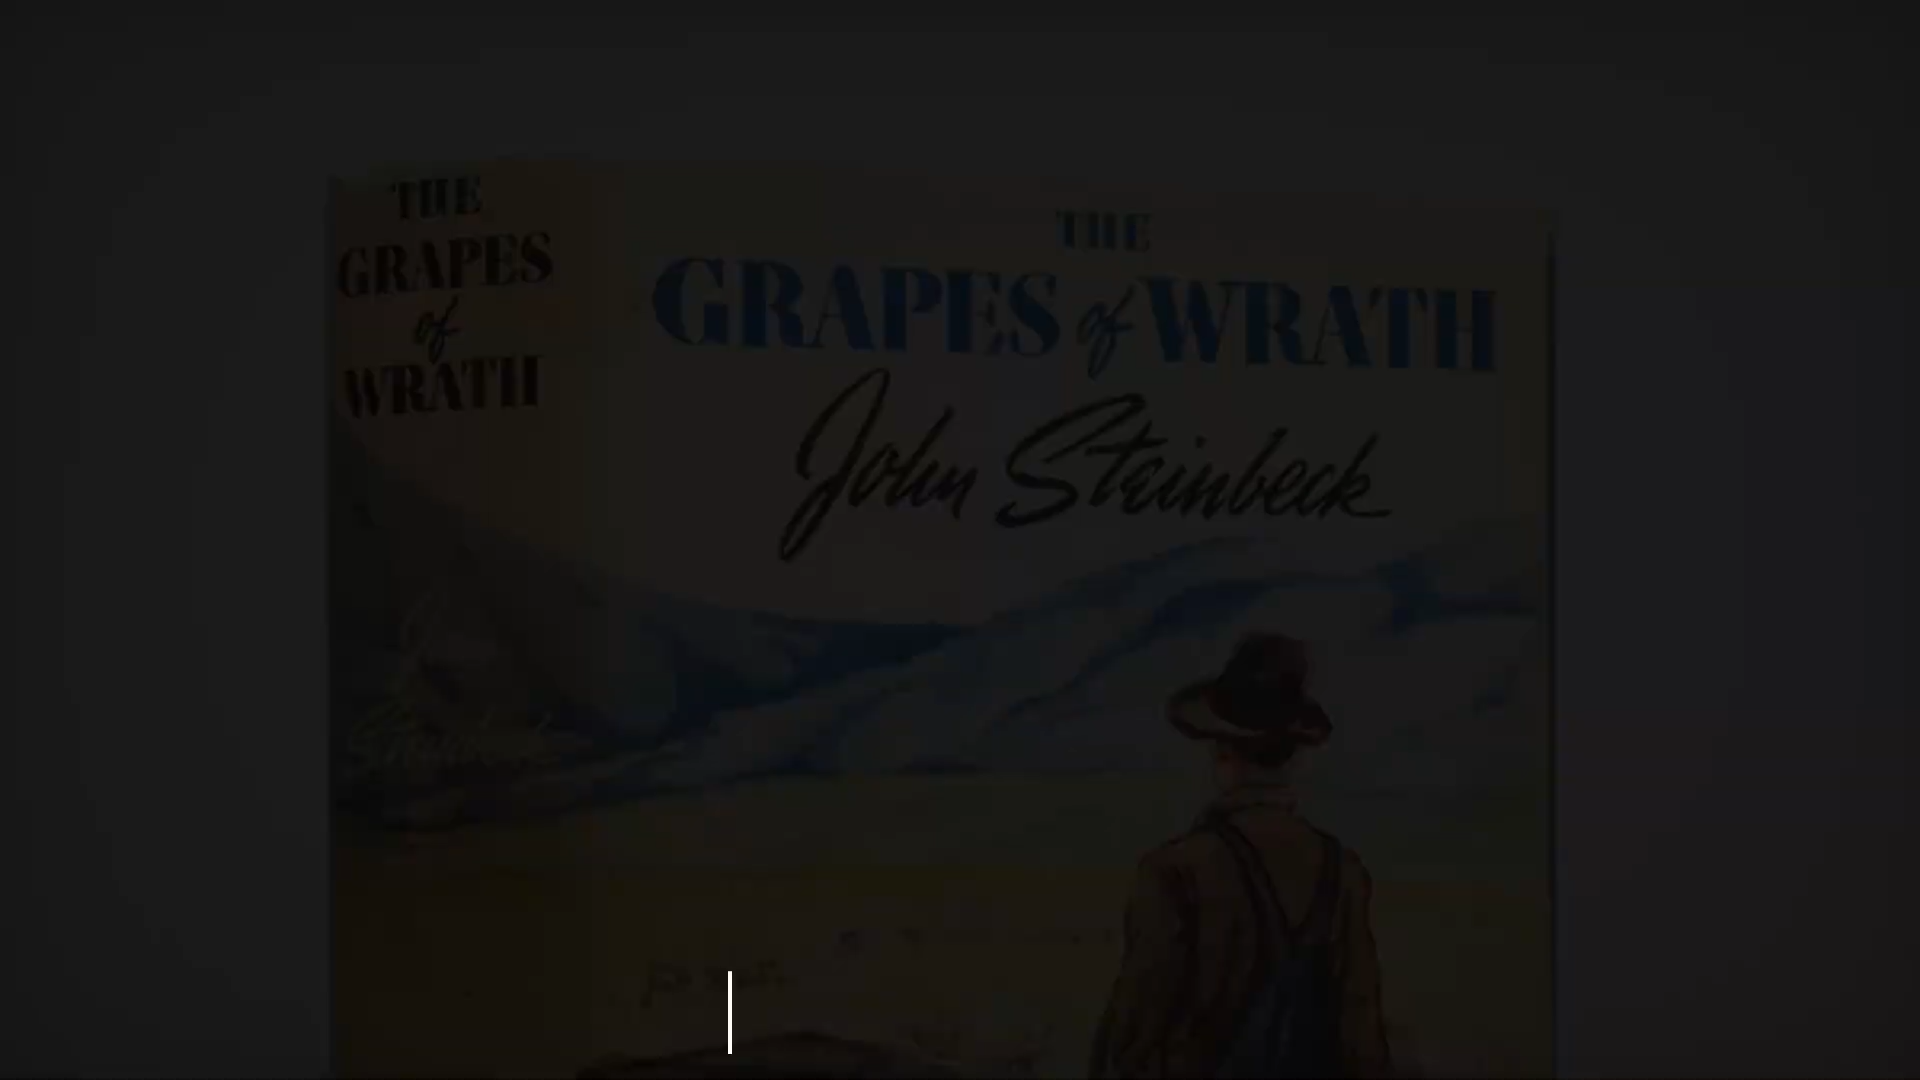 THE
GRAPES
of
WRATH
THE
GRAPES of WRATH
John Steinbeck